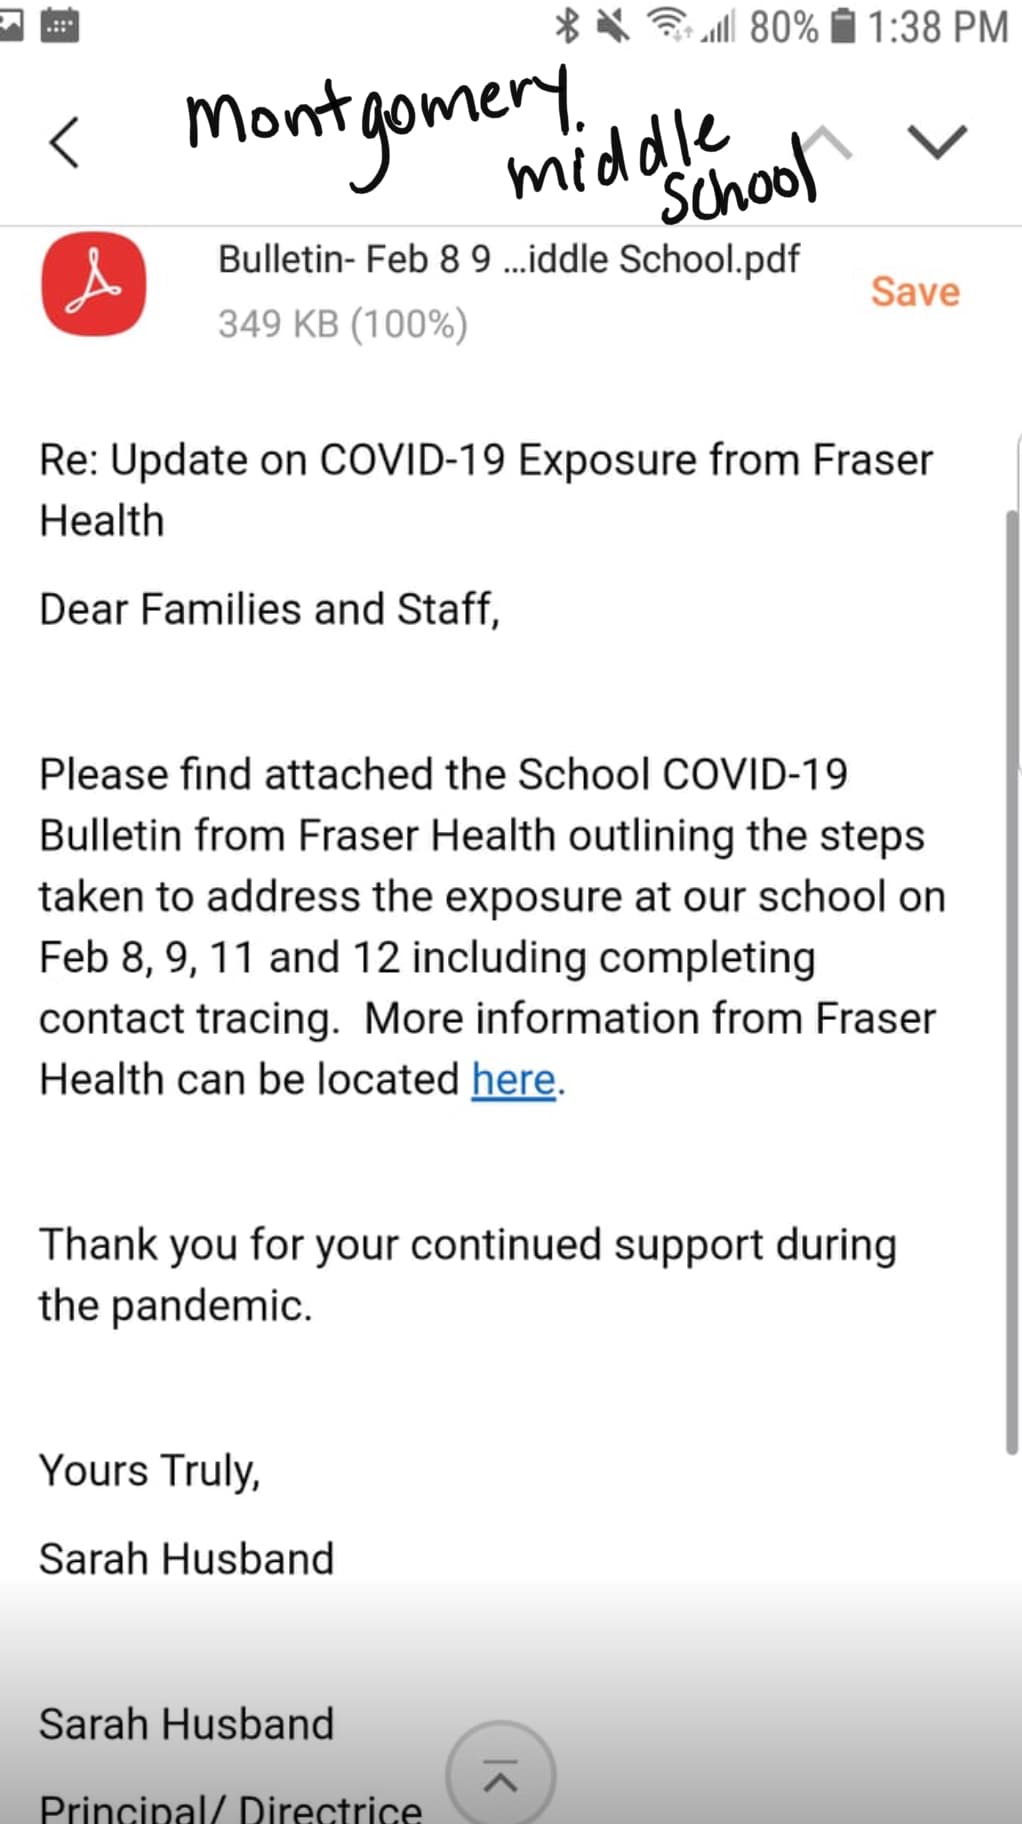 80% 1:38 PM
Montgomery.
middle
school
Bulletin- Feb 8 9 ...iddle School.pdf
Save
349 KB (100%)
Re: Update on COVID-19 Exposure from Fraser
Health
Dear Families and Staff,
Please find attached the School COVID-19
Bulletin from Fraser Health outlining the steps
taken to address the exposure at our school on
Feb 8, 9, 11 and 12 including completing
contact tracing.  More information from Fraser
Health can be located here.
Thank you for your continued support during
the pandemic.
Yours Truly,
Sarah Husband
Sarah Husband
Principal/ Directrice